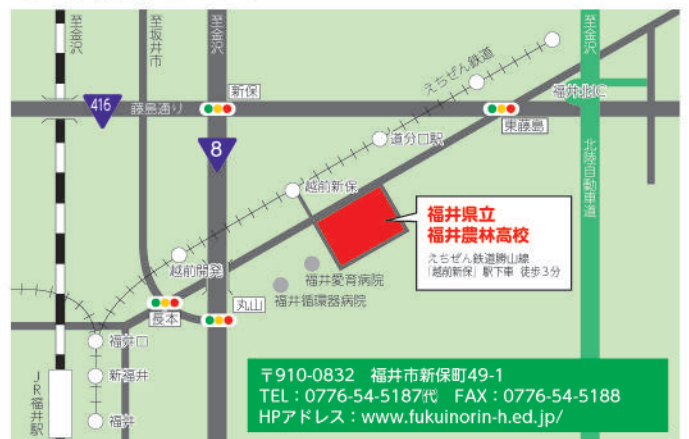 至金沢
至坂井市
至金沢
至金沢
えちぜん鉄道
福井北IC
新保
416
藤島通り
東藤島
道分口駅
8
北陸自動車道
越前新保
福井県立
福井農林高校
えちぜん鉄道勝山線
「越前新保」駅下車 徒歩3分
越前開発
福井愛育病院
福井循環器病院
丸山
長本
福井口
新福井
JR福井駅
福井
〒910-0832 福井市新保町49-1
TEL:0776-54-5187㈹ FAX:0776-54-5188
HPアドレス:www.fukuinorin-h.ed.jp/